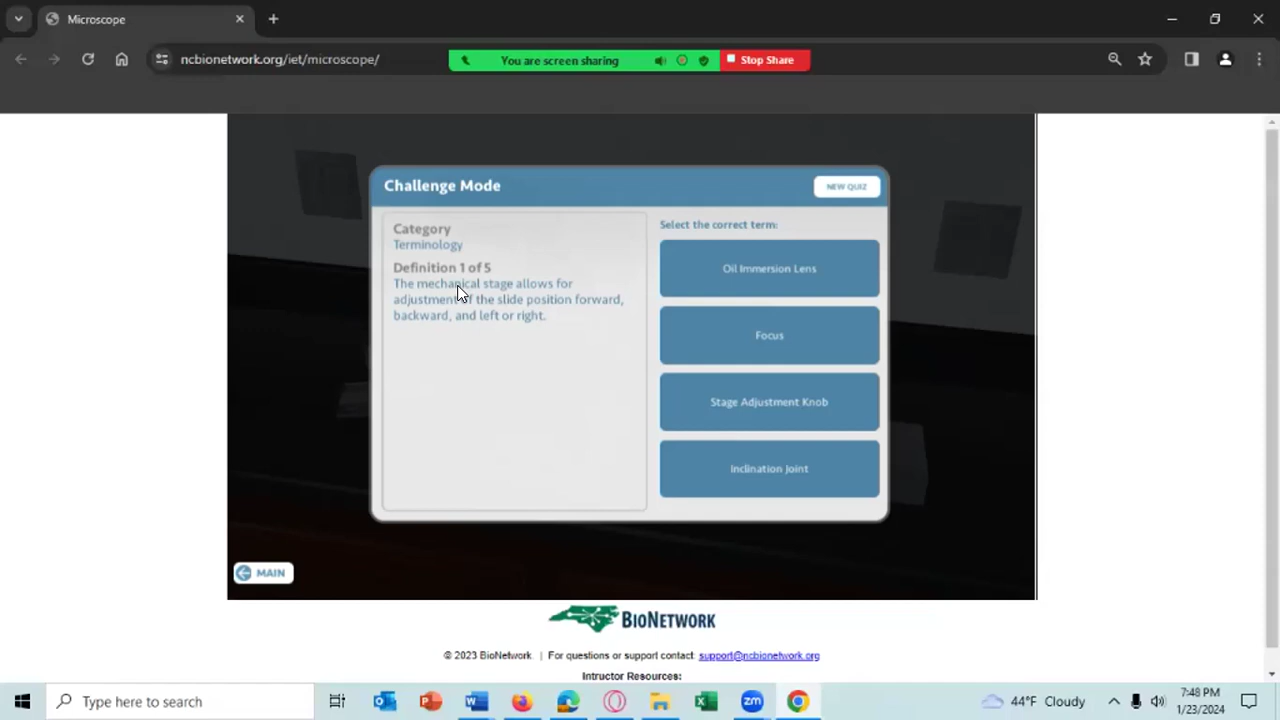 Microscope
ncbionetwork.org/iet/microscope/
You are screen sharing
Stop Share
Challenge Mode
NEW QUIZ
Category
Terminology
Definition 1 of 5
The mechanical stage allows for
adjustment of the slide position forward,
backward, and left or right.
Select the correct term:
Oil Immersion Lens
Focus
Stage Adjustment Knob
Inclination Joint
MAIN
BIONETWORK
© 2023 BioNetwork | For questions or support contact: support@ncbionetwork.org
Intructor Resources:
Type here to search
zm
44°F Cloudy
7:48 PM
1/23/2024